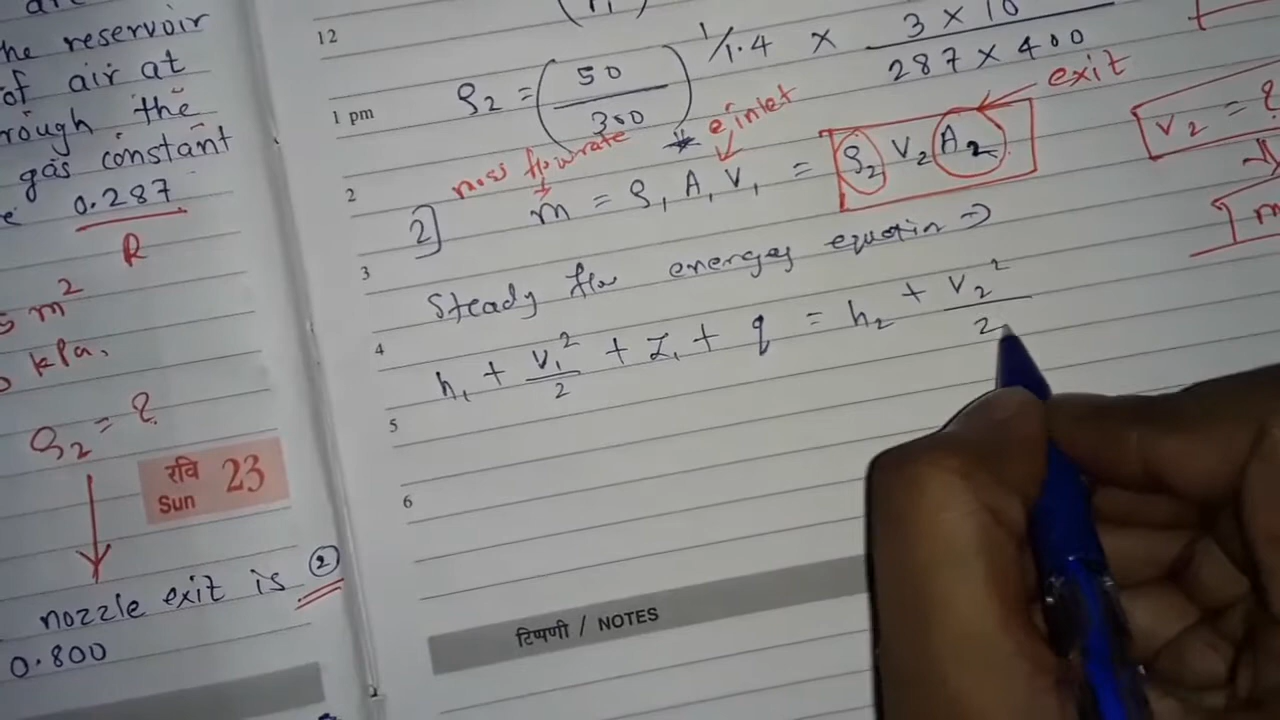 he reservoir
of air at
rough the
gas constant
0.287
R
m²
kpa.
ρ₂ = ?
रवि
Sun 23
nozzle exit is ②
0.800
12
1 pm
2
3
4
5
6
ρ₂ = (50/300)^1/1.4 × 3 × 10 / 287 × 400
mass flowrate
@inlet
exit
2] ṁ = ρ₁ A₁ V₁ = ρ₂ V₂ A₂
V₂ = ?
Steady flow energy equation ⇒
h₁ + V₁²/2 + Z₁ + q = h₂ + V₂²/2
टिप्पणी / NOTES